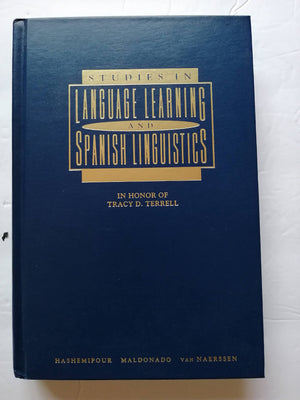 STUDIES IN
LANGUAGE LEARNING
AND
SPANISH LINGUISTICS
IN HONOR OF
TRACY D. TERRELL
HASHEMIPOUR MALDONADO VAN NAERSSEN